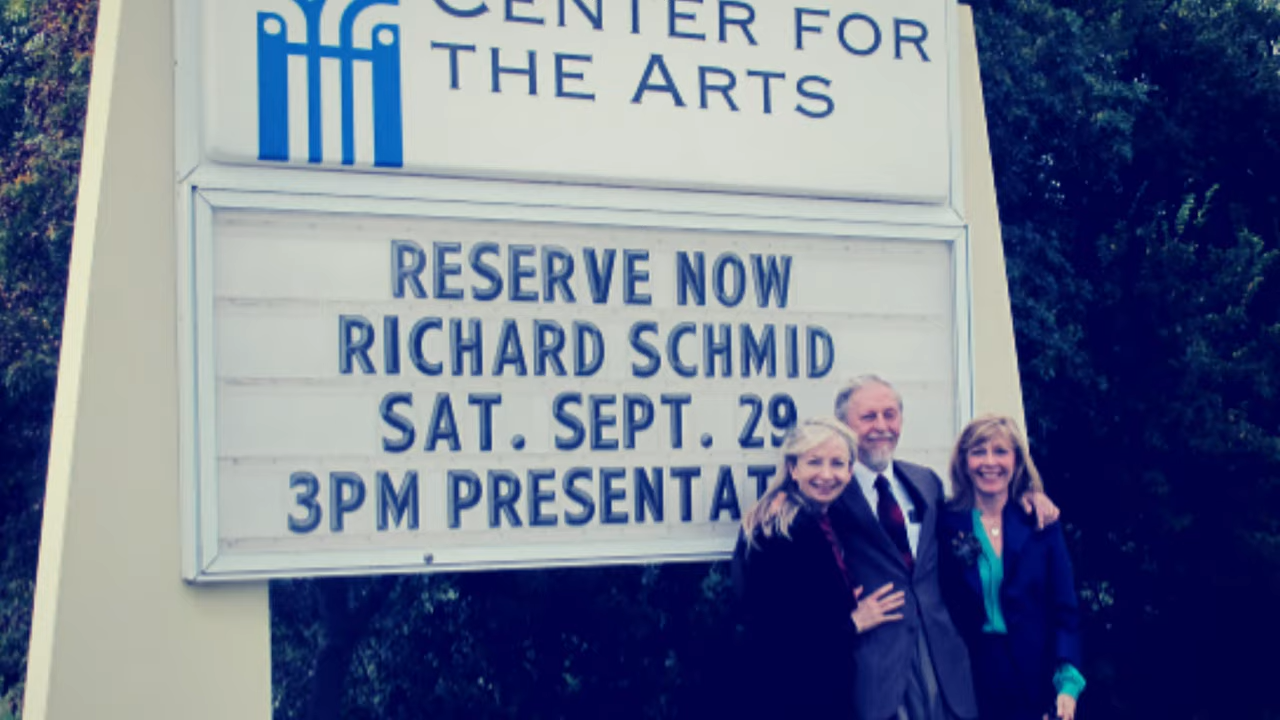 CENTER FOR
THE ARTS
RESERVE NOW
RICHARD SCHMID
SAT. SEPT. 29
3PM PRESENTAT